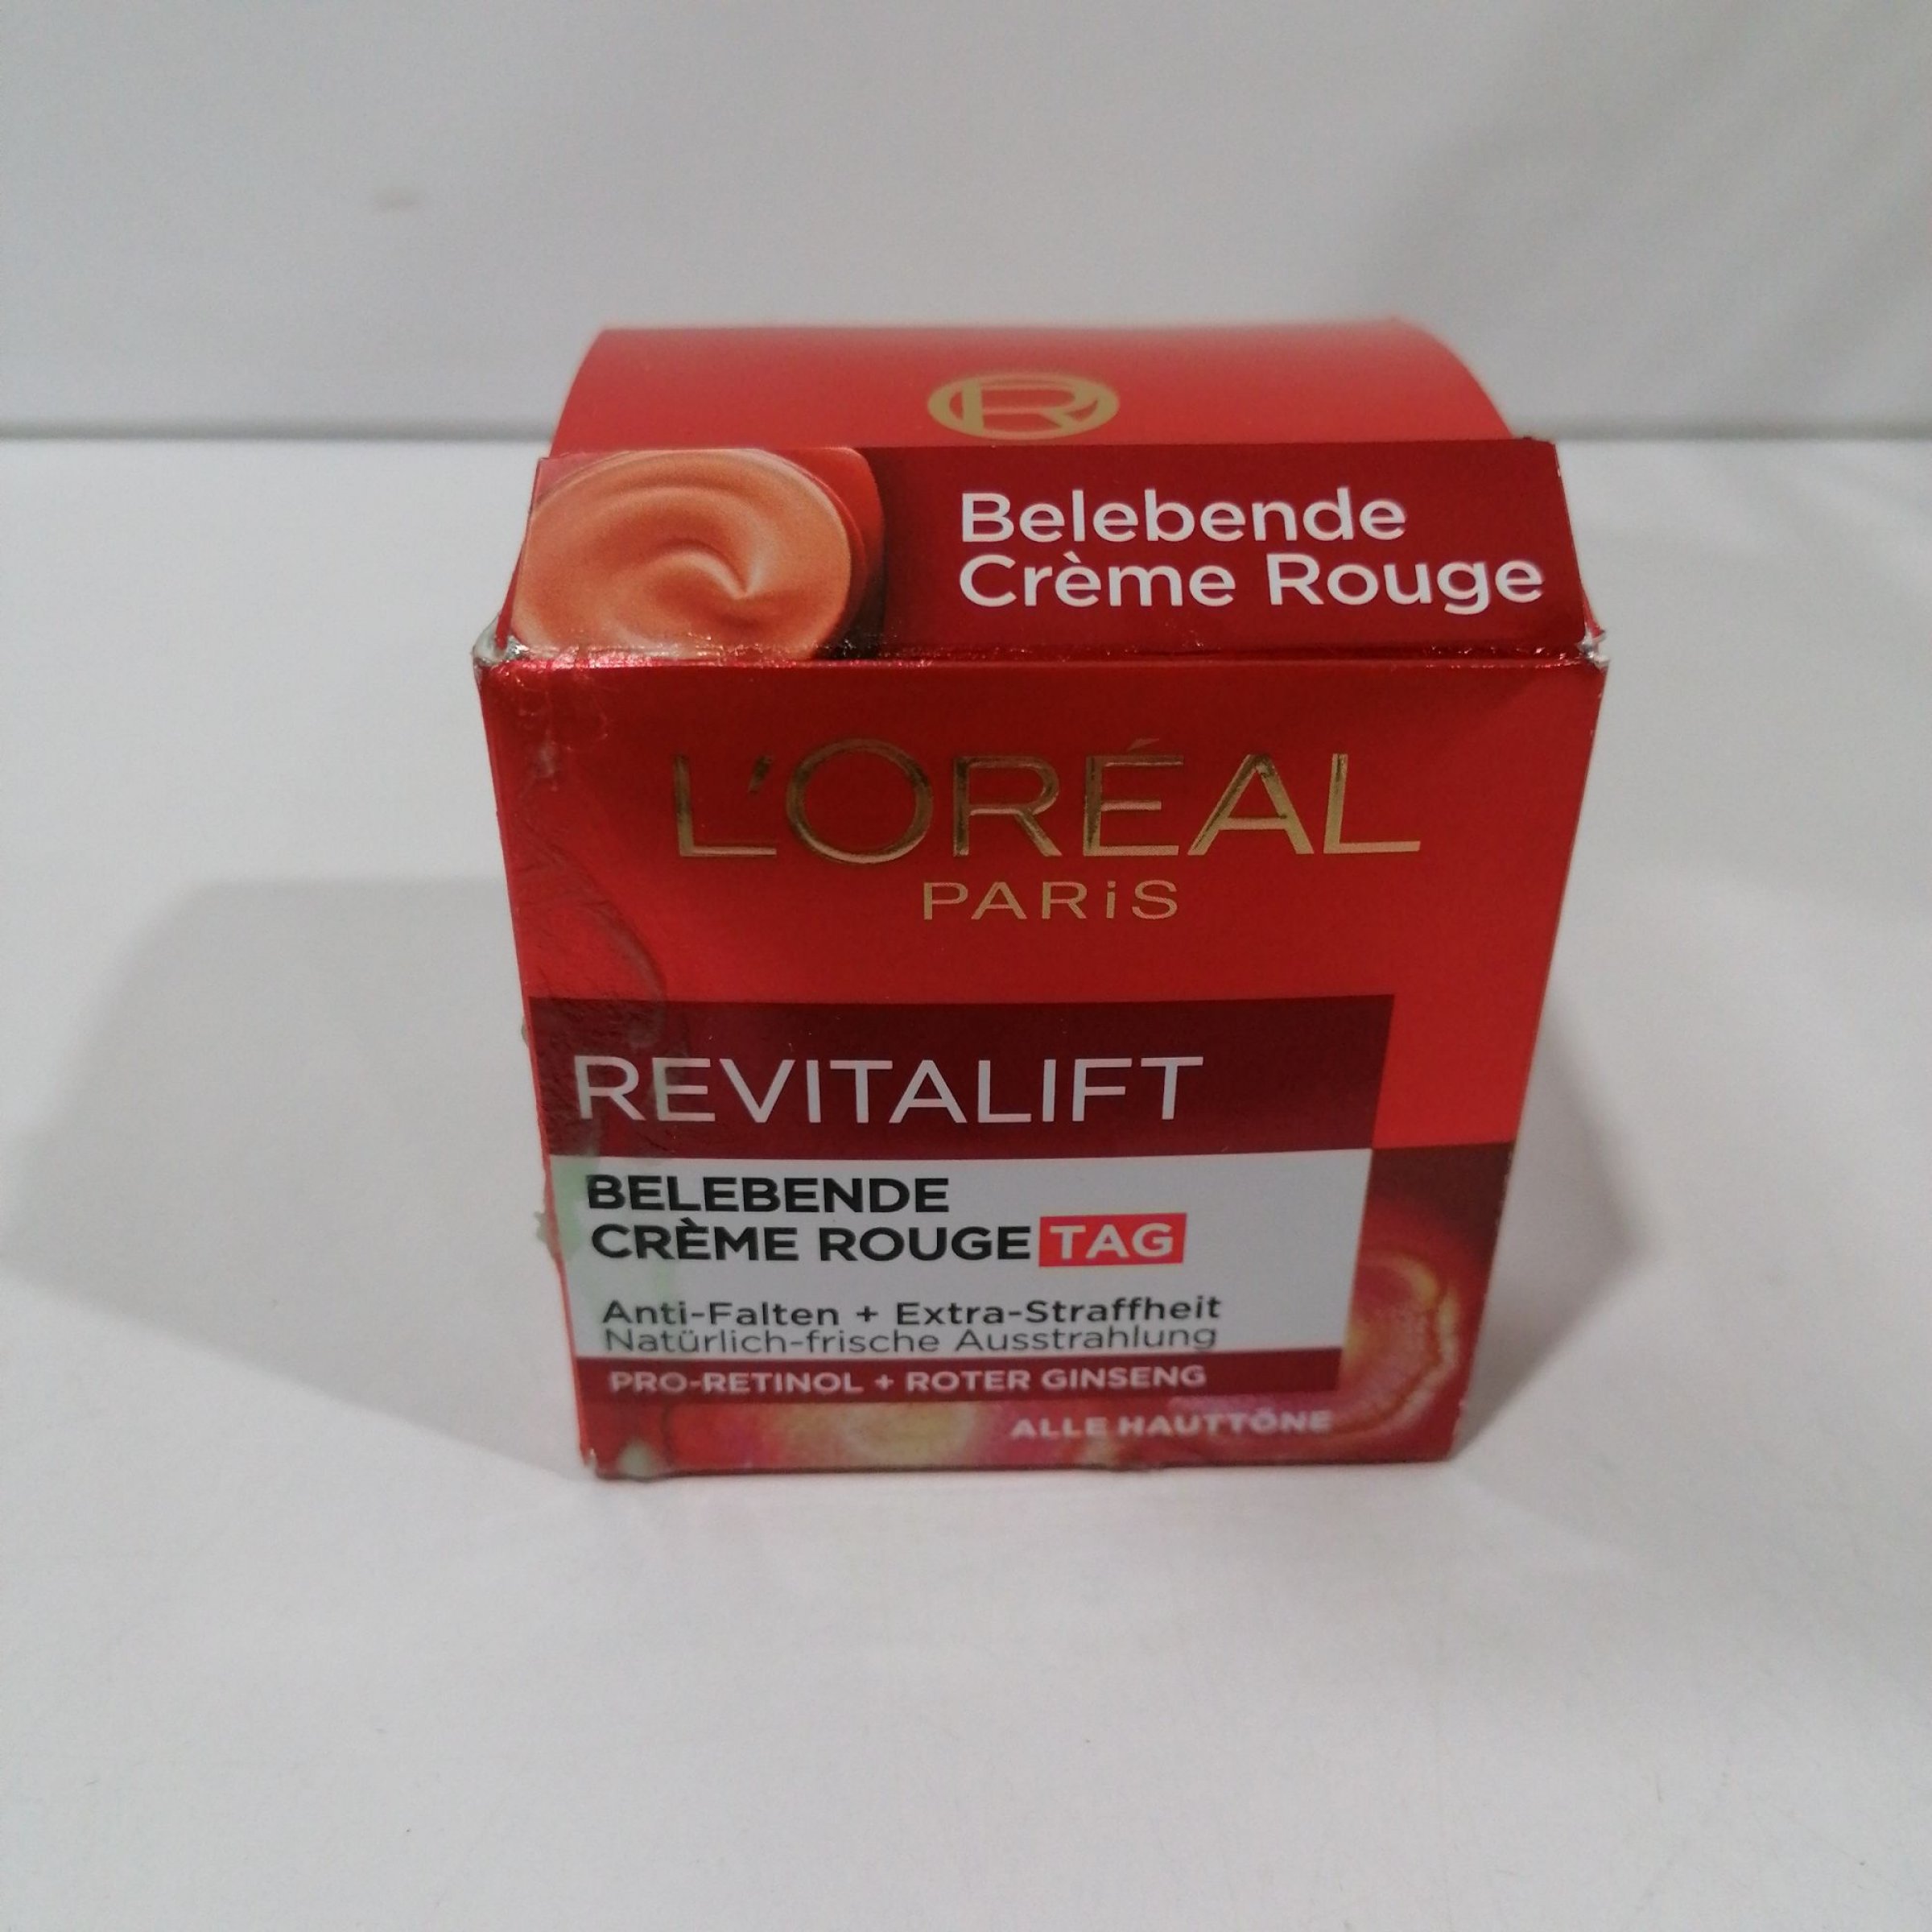 Belebende
Crème Rouge
L'ORÉAL
PARiS
REVITALIFT
BELEBENDE
CRÈME ROUGE TAG
Anti-Falten + Extra-Straffheit
Natürlich-frische Ausstrahlung
PRO-RETINOL + ROTER GINSENG
ALLE HAUTTÖNE